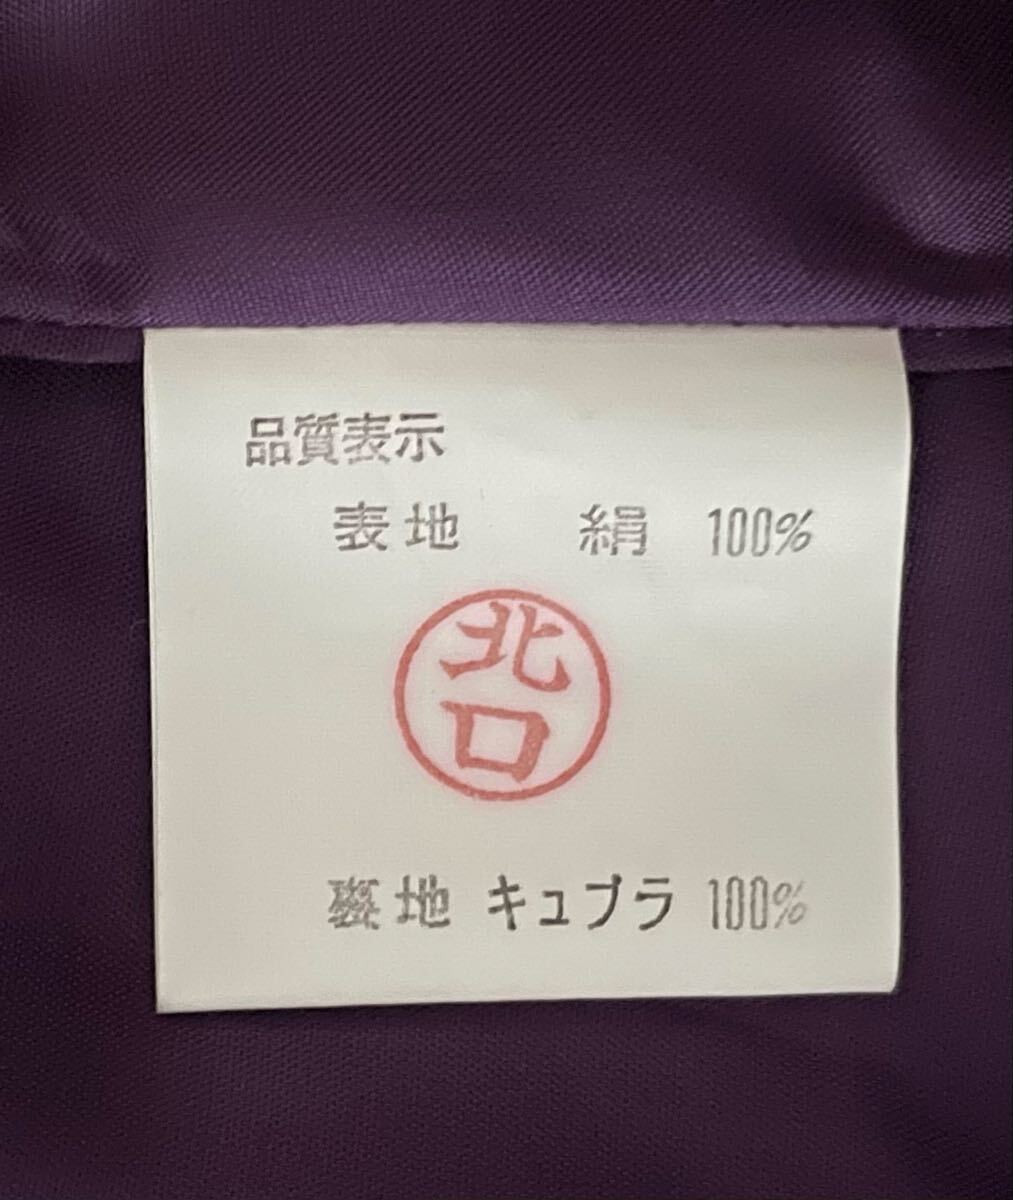 品質表示
表地 絹 100%
北口
裏地 キュプラ 100%